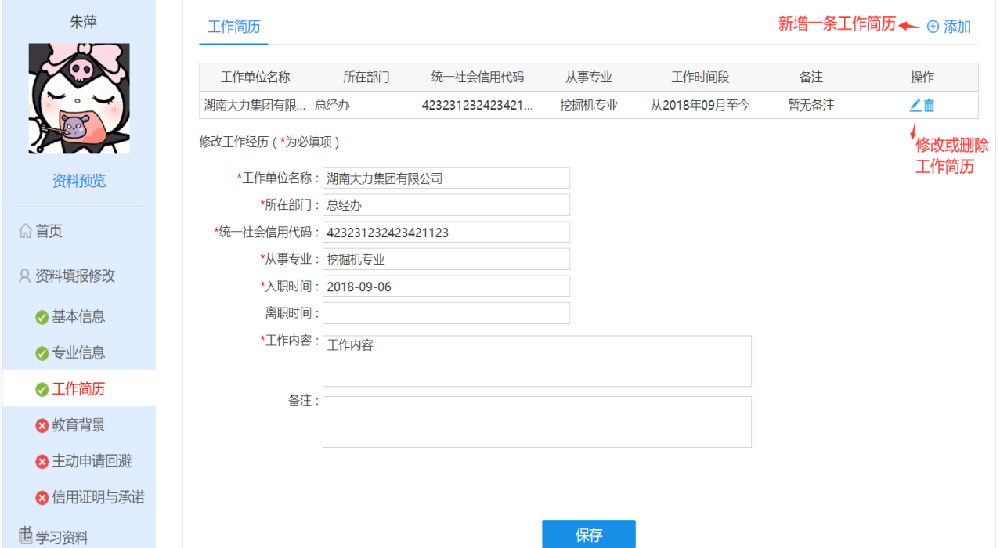 朱萍
资料预览
首页
资料填报修改
基本信息
专业信息
工作简历
教育背景
主动申请回避
信用证明与承诺
学习资料
工作简历
新增一条工作简历
添加
工作单位名称 所在部门 统一社会信用代码 从事专业 工作时间段 备注 操作
湖南大力集团有限... 总经办 423231232423421... 挖掘机专业 从2018年09月至今 暂无备注
修改或删除
工作简历
修改工作经历 ( *为必填项 )
*工作单位名称 : 湖南大力集团有限公司
*所在部门 : 总经办
*统一社会信用代码 : 423231232423421123
*从事专业 : 挖掘机专业
*入职时间 : 2018-09-06
离职时间 :
*工作内容 : 工作内容
备注 :
保存